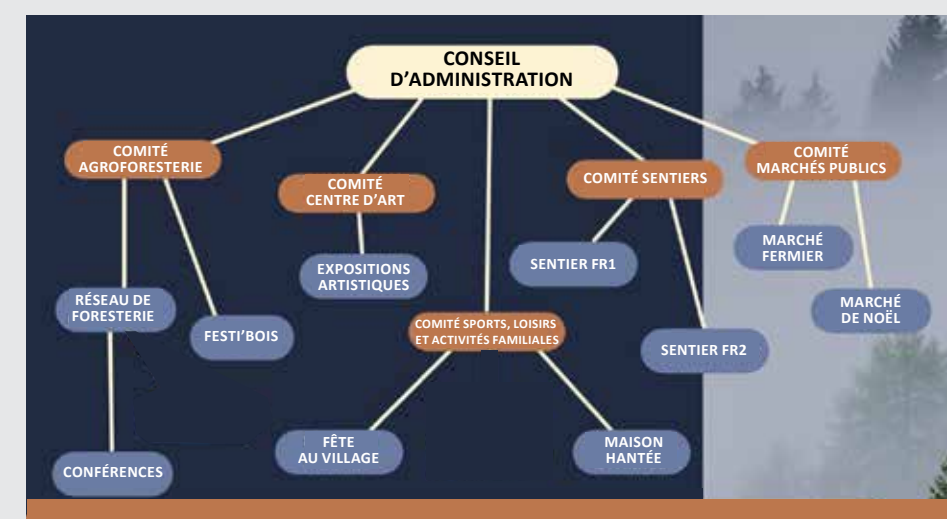 CONSEIL
D’ADMINISTRATION
COMITÉ
AGROFORESTERIE
COMITÉ
CENTRE D’ART
COMITÉ SENTIERS
COMITÉ
MARCHÉS PUBLICS
MARCHÉ
FERMIER
EXPOSITIONS
ARTISTIQUES
SENTIER FR1
RÉSEAU DE
FORESTERIE
FESTI’BOIS
COMITÉ SPORTS, LOISIRS
ET ACTIVITÉS FAMILIALES
SENTIER FR2
MARCHÉ
DE NOËL
CONFÉRENCES
FÊTE
AU VILLAGE
MAISON
HANTÉE